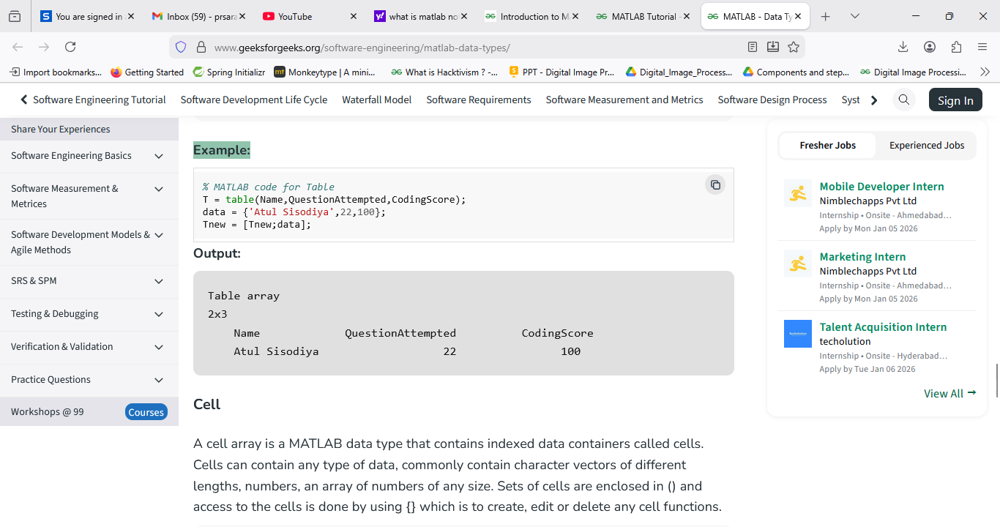 You are signed in
Inbox (59) - prsara
YouTube
what is matlab no
Introduction to M
MATLAB Tutorial -
MATLAB - Data Ty
www.geeksforgeeks.org/software-engineering/matlab-data-types/
Import bookmarks...
Getting Started
Spring Initializr
Monkeytype | A mini...
What is Hacktivism ? -...
PPT - Digital Image Pr...
Digital_Image_Process...
Components and step...
Digital Image Processi...
Software Engineering Tutorial
Software Development Life Cycle
Waterfall Model
Software Requirements
Software Measurement and Metrics
Software Design Process
Syst
Sign In
Share Your Experiences
Software Engineering Basics
Software Measurement &
Metrics
Software Development Models &
Agile Methods
SRS & SPM
Testing & Debugging
Verification & Validation
Practice Questions
Workshops @ 99
Courses
Example:
% MATLAB code for Table
T = table(Name,QuestionAttempted,CodingScore);
data = {'Atul Sisodiya',22,100};
Tnew = [Tnew;data];
Output:
Table array
2x3
Name QuestionAttempted CodingScore
Atul Sisodiya 22 100
Cell
A cell array is a MATLAB data type that contains indexed data containers called cells.
Cells can contain any type of data, commonly contain character vectors of different
lengths, numbers, an array of numbers of any size. Sets of cells are enclosed in () and
access to the cells is done by using {} which is to create, edit or delete any cell functions.
Fresher Jobs
Experienced Jobs
Mobile Developer Intern
Nimblechapps Pvt Ltd
Internship • Onsite - Ahmedabad...
Apply by Mon Jan 05 2026
Marketing Intern
Nimblechapps Pvt Ltd
Internship • Onsite - Ahmedabad...
Apply by Mon Jan 05 2026
Talent Acquisition Intern
techolution
Internship • Onsite - Hyderabad...
Apply by Tue Jan 06 2026
View All